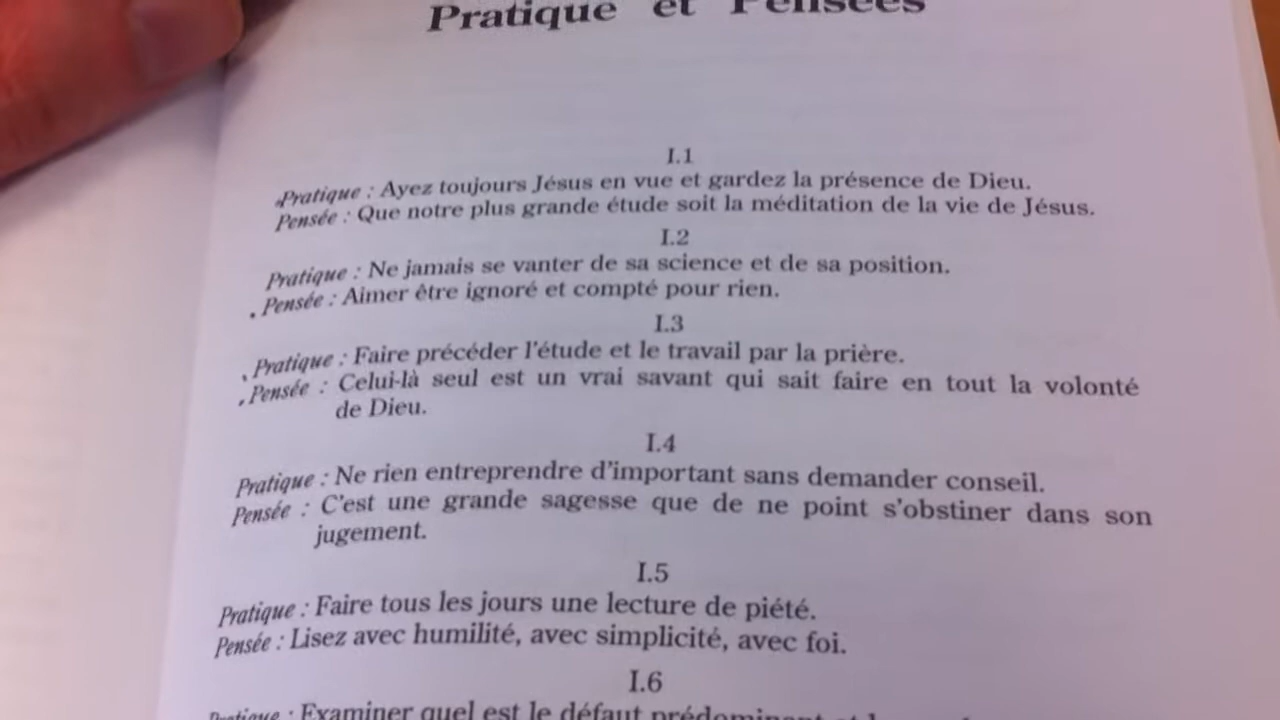 Pratique et Pensées
I.1
Pratique : Ayez toujours Jésus en vue et gardez la présence de Dieu.
Pensée : Que notre plus grande étude soit la méditation de la vie de Jésus.
I.2
Pratique : Ne jamais se vanter de sa science et de sa position.
Pensée : Aimer être ignoré et compté pour rien.
I.3
Pratique : Faire précéder l'étude et le travail par la prière.
Pensée : Celui-là seul est un vrai savant qui sait faire en tout la volonté
de Dieu.
I.4
Pratique : Ne rien entreprendre d'important sans demander conseil.
Pensée : C'est une grande sagesse que de ne point s'obstiner dans son
jugement.
I.5
Pratique : Faire tous les jours une lecture de piété.
Pensée : Lisez avec humilité, avec simplicité, avec foi.
I.6
Pratique : Examiner quel est le défaut prédominant et